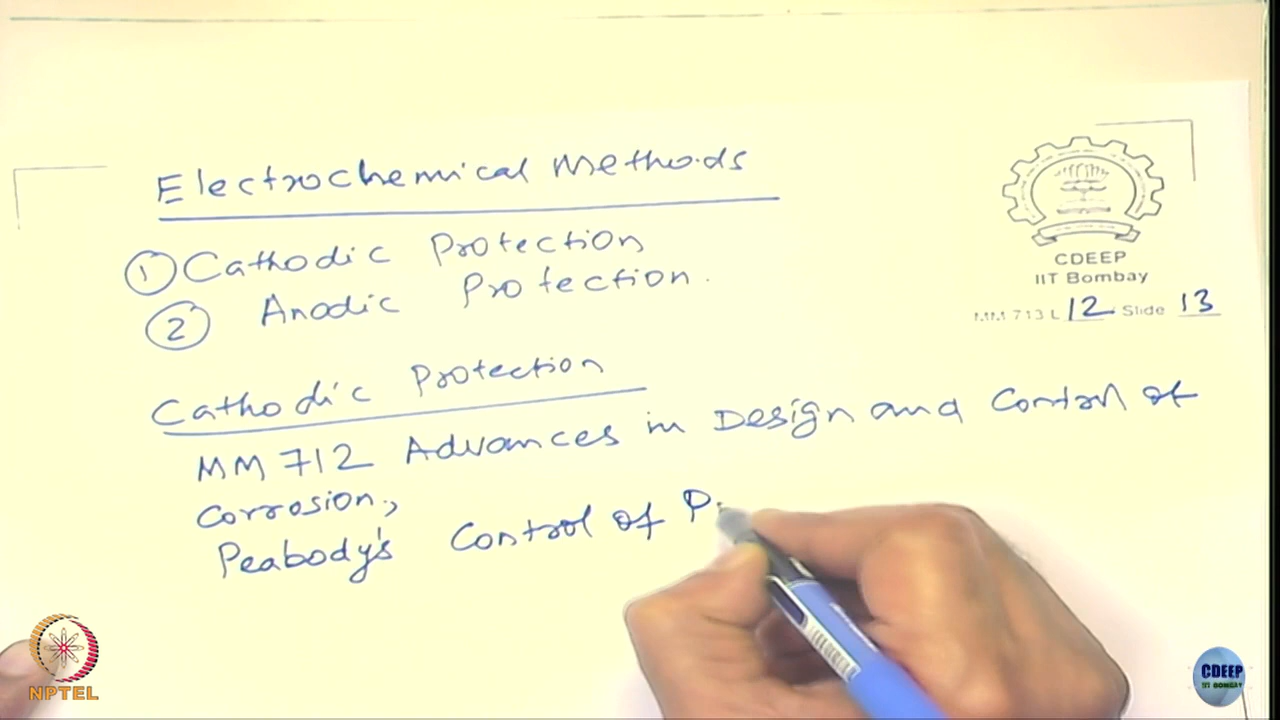 Electrochemical Methods
① Cathodic Protection
② Anodic Protection.
Cathodic Protection
MM 712 Advances in Design and Control of
Corrosion,
Peabody's Control of P
CDEEP
IIT Bombay
MM 713 L 12 Slide 13
NPTEL
CDEEP
IIT BOMBAY